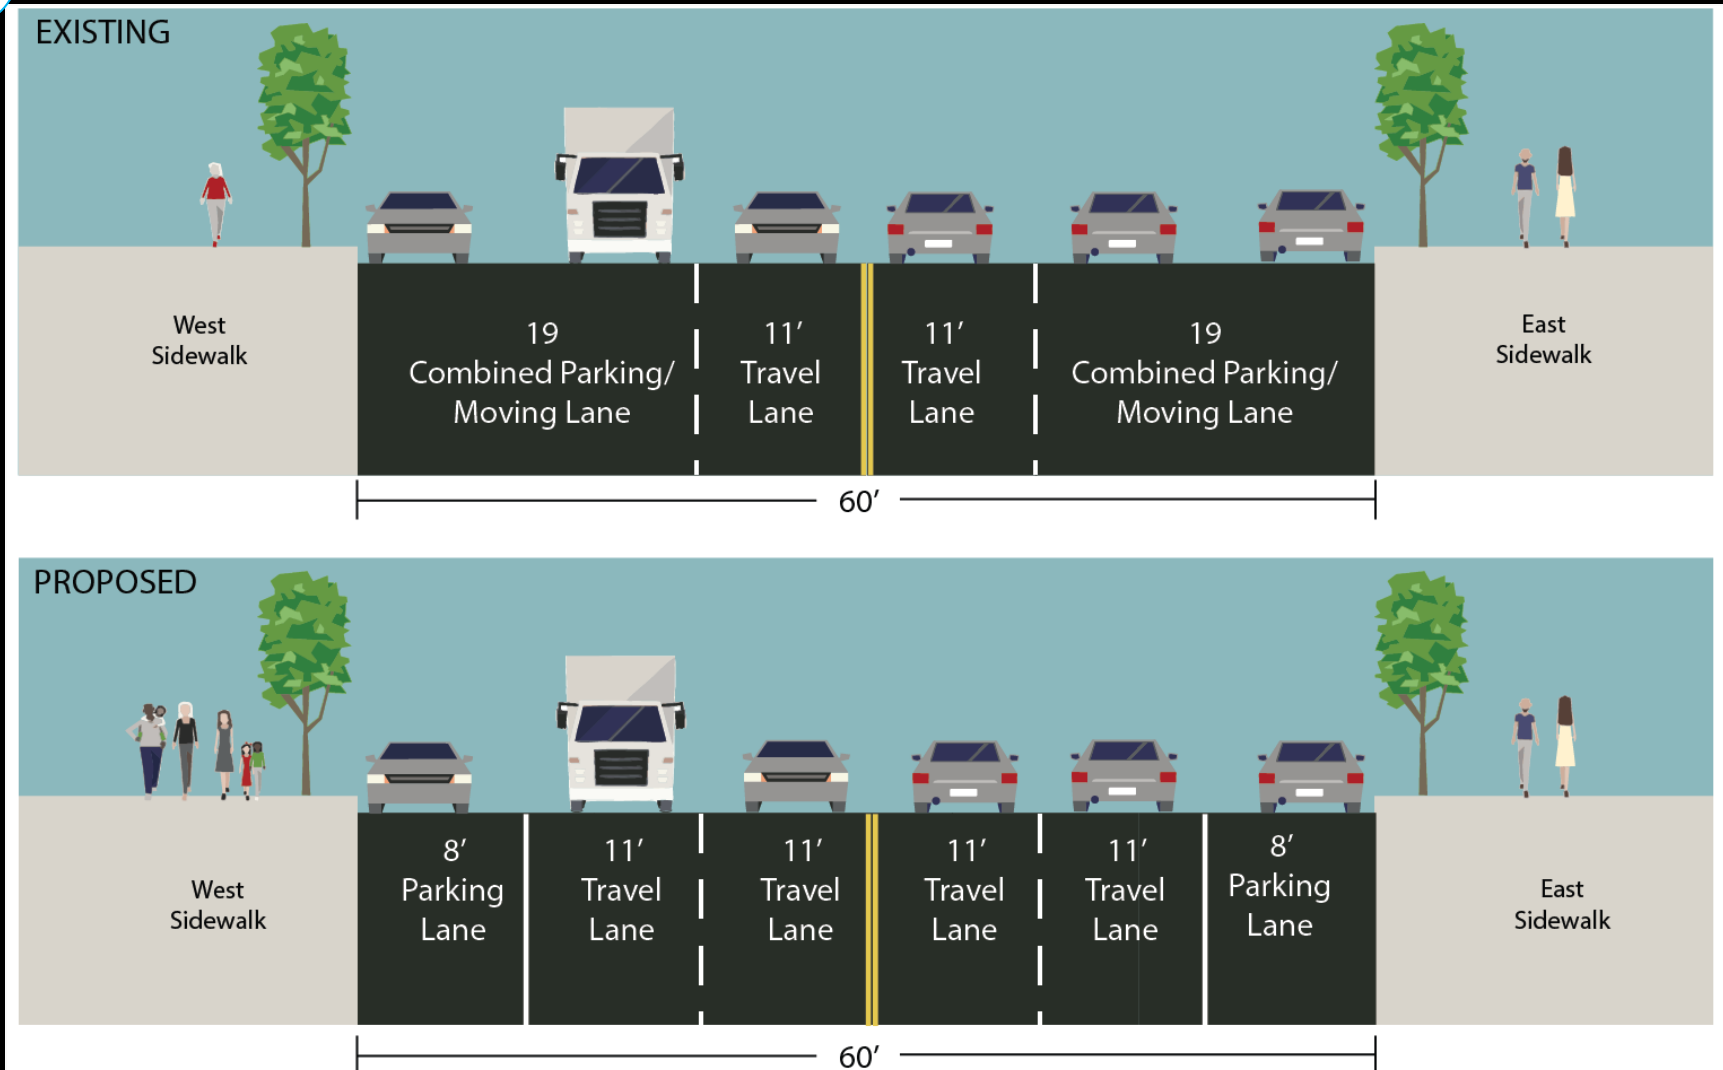 EXISTING
West
Sidewalk
19
Combined Parking/
Moving Lane
11’
Travel
Lane
11’
Travel
Lane
19
Combined Parking/
Moving Lane
East
Sidewalk
60’
PROPOSED
West
Sidewalk
8’
Parking
Lane
11’
Travel
Lane
11’
Travel
Lane
11’
Travel
Lane
11’
Travel
Lane
8’
Parking
Lane
East
Sidewalk
60’